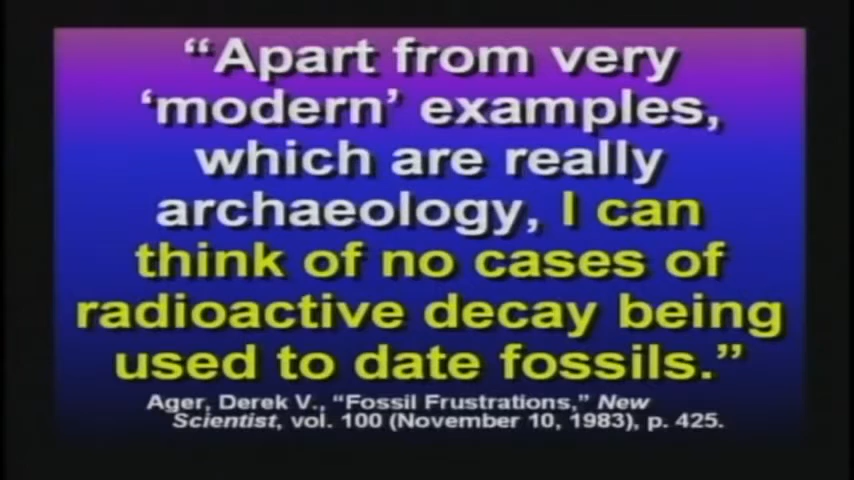 “Apart from very
‘modern’ examples,
which are really
archaeology, I can
think of no cases of
radioactive decay being
used to date fossils.”
Ager, Derek V., “Fossil Frustrations,” New
Scientist, vol. 100 (November 10, 1983), p. 425.